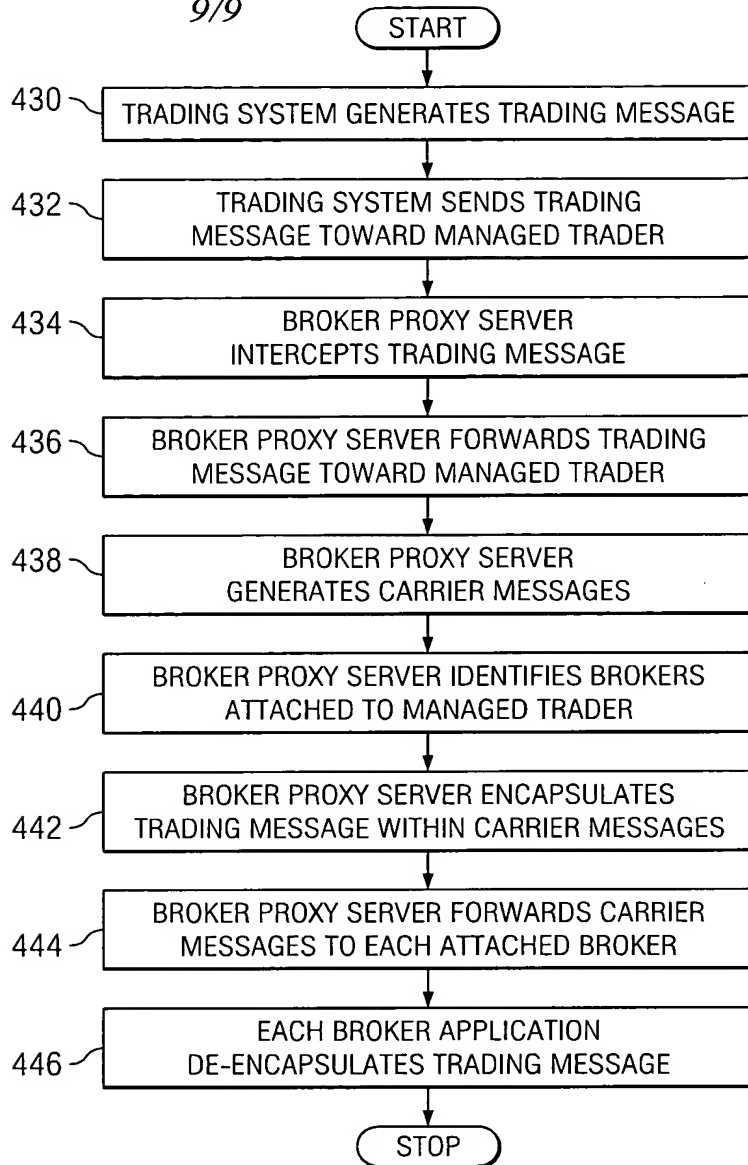 9/9
START
430
TRADING SYSTEM GENERATES TRADING MESSAGE
432
TRADING SYSTEM SENDS TRADING
MESSAGE TOWARD MANAGED TRADER
434
BROKER PROXY SERVER
INTERCEPTS TRADING MESSAGE
436
BROKER PROXY SERVER FORWARDS TRADING
MESSAGE TOWARD MANAGED TRADER
438
BROKER PROXY SERVER
GENERATES CARRIER MESSAGES
440
BROKER PROXY SERVER IDENTIFIES BROKERS
ATTACHED TO MANAGED TRADER
442
BROKER PROXY SERVER ENCAPSULATES
TRADING MESSAGE WITHIN CARRIER MESSAGES
444
BROKER PROXY SERVER FORWARDS CARRIER
MESSAGES TO EACH ATTACHED BROKER
446
EACH BROKER APPLICATION
DE-ENCAPSULATES TRADING MESSAGE
STOP